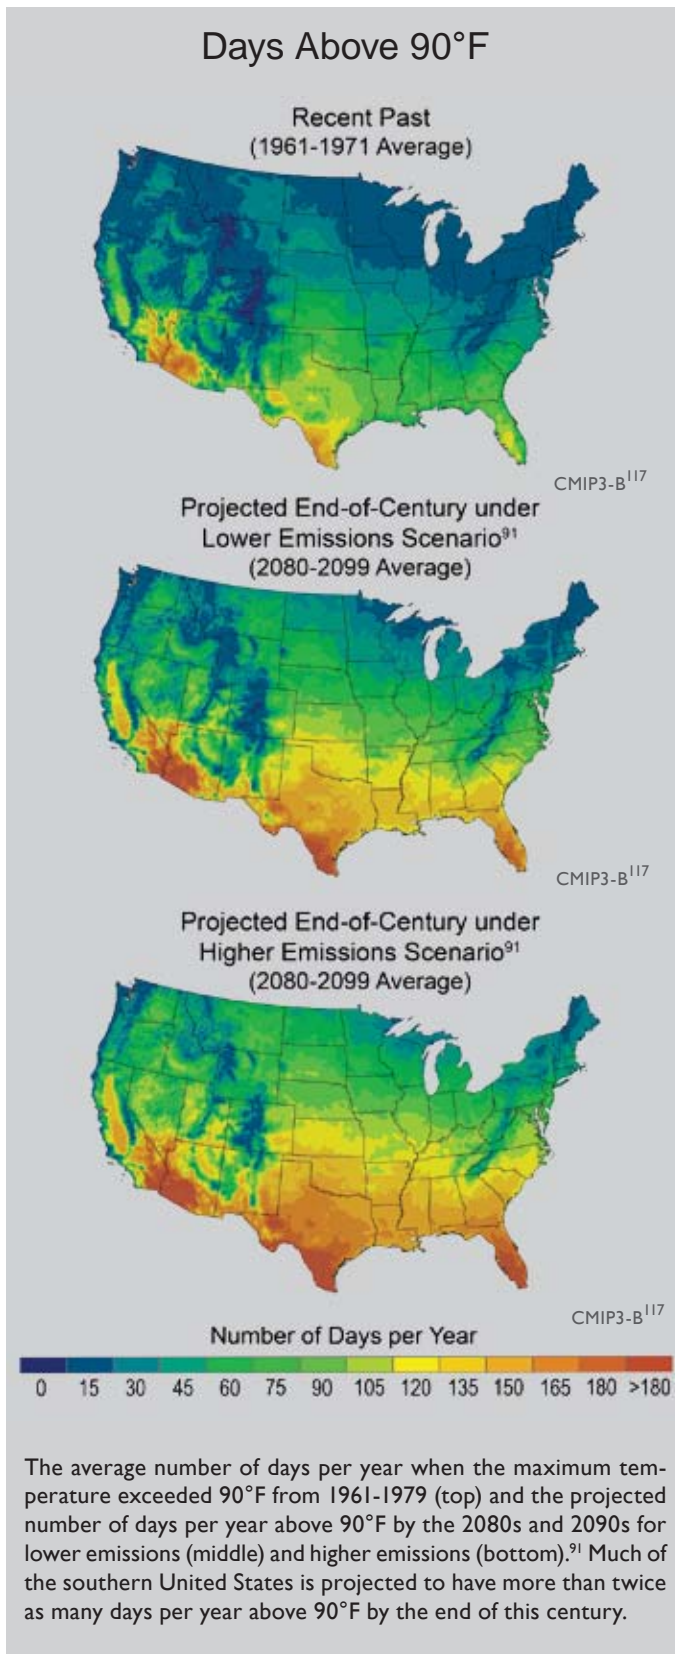 Days Above 90°F
Recent Past
(1961-1971 Average)
CMIP3-B117
Projected End-of-Century under
Lower Emissions Scenario91
(2080-2099 Average)
CMIP3-B117
Projected End-of-Century under
Higher Emissions Scenario91
(2080-2099 Average)
CMIP3-B117
Number of Days per Year
0 15 30 45 60 75 90 105 120 135 150 165 180 >180
The average number of days per year when the maximum tem-
perature exceeded 90°F from 1961-1979 (top) and the projected
number of days per year above 90°F by the 2080s and 2090s for
lower emissions (middle) and higher emissions (bottom).91 Much of
the southern United States is projected to have more than twice
as many days per year above 90°F by the end of this century.